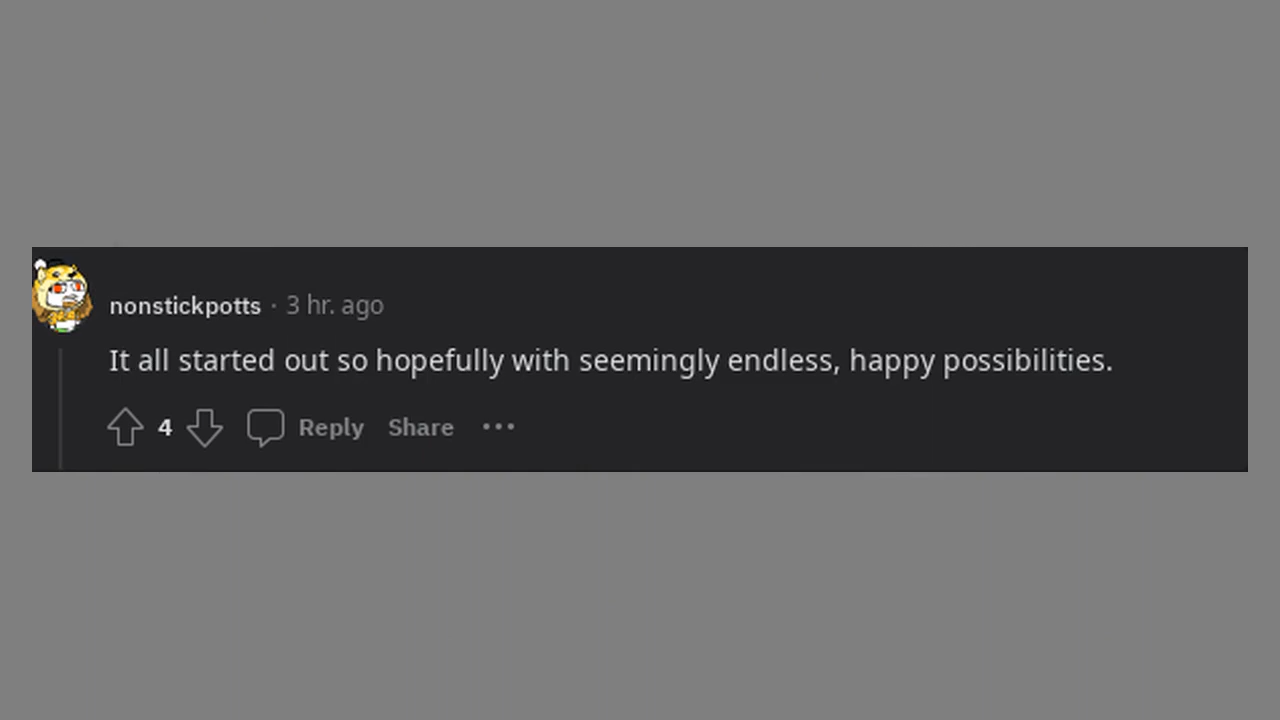 nonstickpotts · 3 hr. ago
It all started out so hopefully with seemingly endless, happy possibilities.
4 Reply Share •••